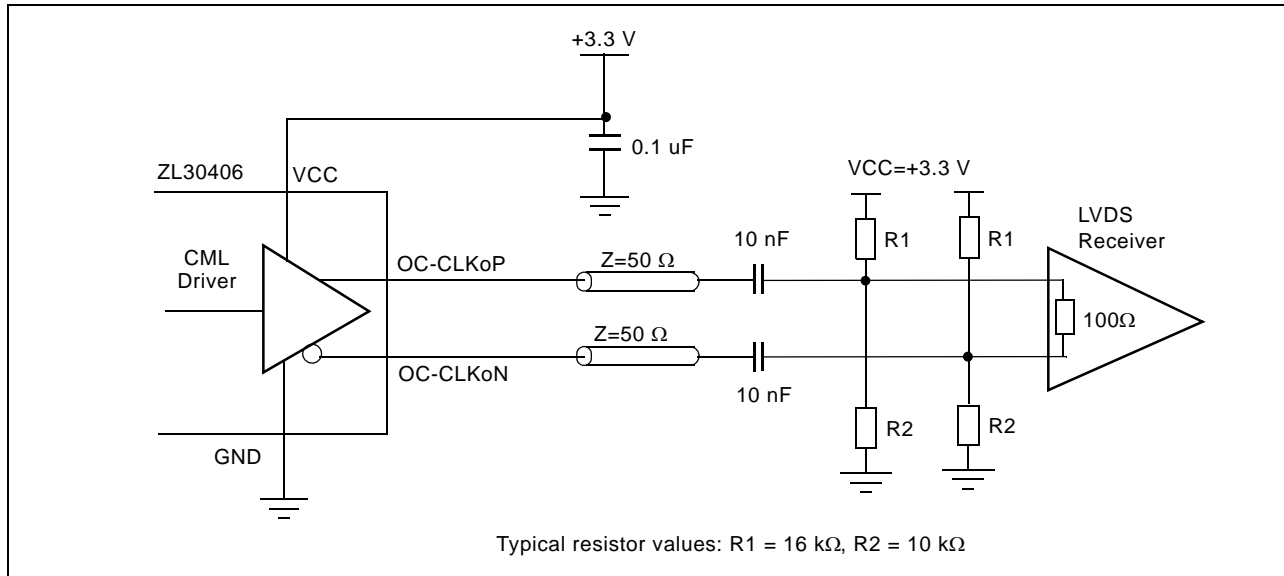 +3.3 V
0.1 uF
ZL30406
VCC
VCC=+3.3 V
LVDS
Receiver
CML
Driver
OC-CLKoP
Z=50 Ω
10 nF
R1
R1
100Ω
Z=50 Ω
OC-CLKoN
10 nF
R2
R2
GND
Typical resistor values: R1 = 16 kΩ, R2 = 10 kΩ